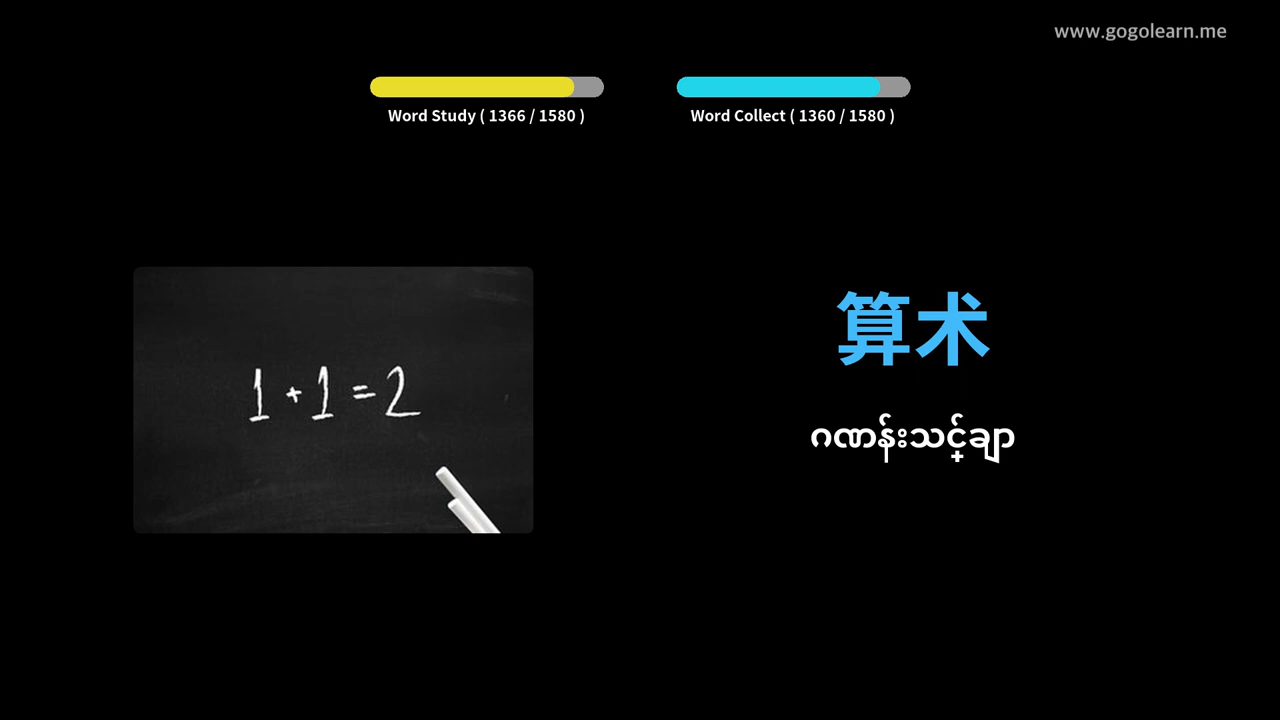 www.gogolearn.me
Word Study ( 1366 / 1580 )
Word Collect ( 1360 / 1580 )
1 + 1 = 2
算术
ဂဏန်းသင်္ချာ